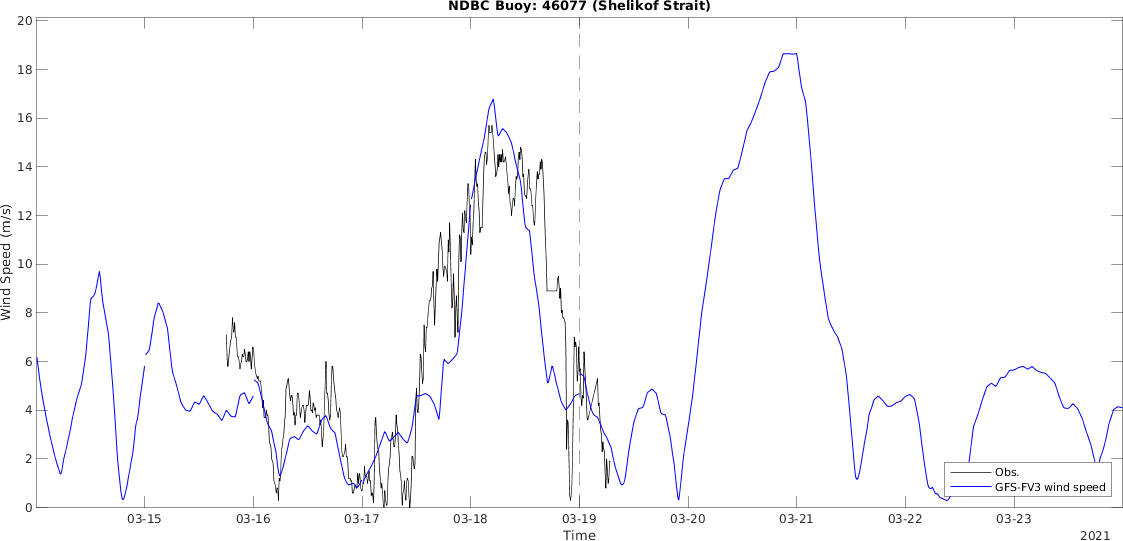 NDBC Buoy: 46077 (Shelikof Strait)
20
18
16
14
12
10
8
6
4
2
0
Wind Speed (m/s)
Obs.
GFS-FV3 wind speed
03-15 03-16 03-17 03-18 03-19 03-20 03-21 03-22 03-23
Time
2021